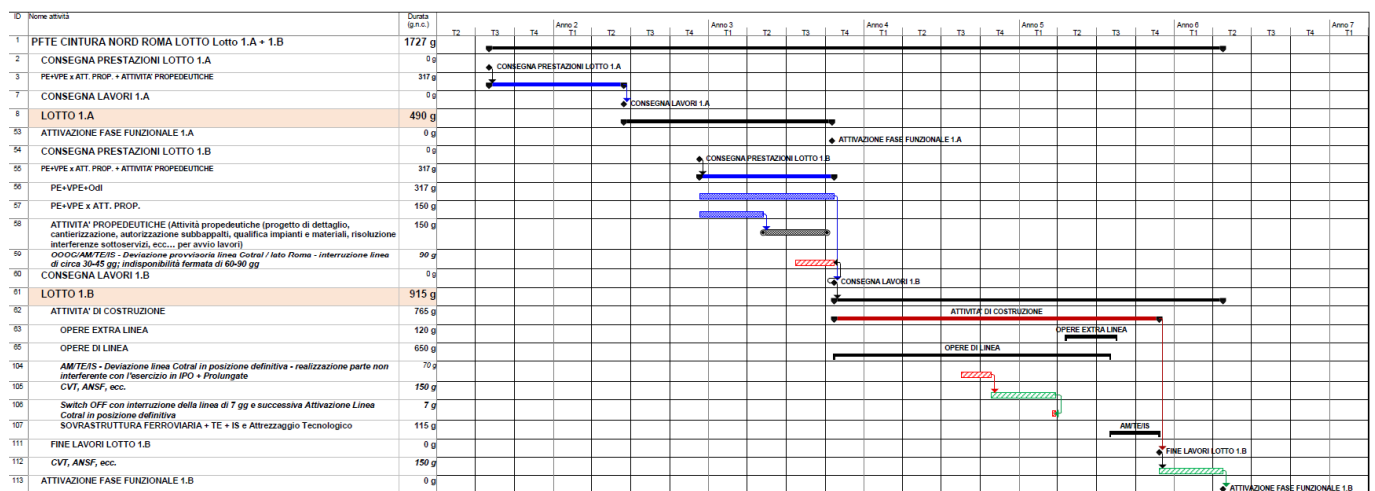 ID Nome attività Durata (g.n.c.) Anno 2 Anno 3 Anno 4 Anno 5 Anno 6 Anno 7
T2 T3 T4 T1 T2 T3 T4 T1 T2 T3 T4 T1 T2 T3 T4 T1 T2 T3 T4 T1 T2 T3 T4 T1
1 PFTE CINTURA NORD ROMA LOTTO Lotto 1.A + 1.B 1727 g
2 CONSEGNA PRESTAZIONI LOTTO 1.A 0 g CONSEGNA PRESTAZIONI LOTTO 1.A
3 PE+VPE x ATT. PROP. + ATTIVITA' PROPEDEUTICHE 317 g
7 CONSEGNA LAVORI 1.A 0 g CONSEGNA LAVORI 1.A
8 LOTTO 1.A 490 g
53 ATTIVAZIONE FASE FUNZIONALE 1.A 0 g ATTIVAZIONE FASE FUNZIONALE 1.A
54 CONSEGNA PRESTAZIONI LOTTO 1.B 0 g CONSEGNA PRESTAZIONI LOTTO 1.B
55 PE+VPE x ATT. PROP. + ATTIVITA' PROPEDEUTICHE 317 g
56 PE+VPE+OdI 317 g
57 PE+VPE x ATT. PROP. 150 g
58 ATTIVITA' PROPEDEUTICHE (Attività propedeutiche (progetto di dettaglio, 150 g
cantierizzazione, autorizzazione subbappalti, qualifica impianti e materiali, risoluzione
interferenze sottoservizi, ecc... per avvio lavori)
59 OOCC/AM/TE/IS - Deviazione provvisoria linea Cotral / lato Roma - interruzione linea 90 g
di circa 30-45 gg; indisponibilità fermata di 60-90 gg
60 CONSEGNA LAVORI 1.B 0 g CONSEGNA LAVORI 1.B
61 LOTTO 1.B 915 g
62 ATTIVITA' DI COSTRUZIONE 765 g ATTIVITA' DI COSTRUZIONE
63 OPERE EXTRA LINEA 120 g OPERE EXTRA LINEA
65 OPERE DI LINEA 650 g OPERE DI LINEA
104 AM/TE/IS - Deviazione linea Cotral in posizione definitiva - realizzazione parte non 70 g
interferente con l'esercizio in IPO + Prolungate
105 CVT, ANSF, ecc. 150 g
106 Switch OFF con interruzione della linea di 7 gg e successiva Attivazione Linea 7 g
Cotral in posizione definitiva
107 SOVRASTRUTTURA FERROVIARIA + TE + IS e Attrezzaggio Tecnologico 115 g AM/TE/IS
111 FINE LAVORI LOTTO 1.B 0 g FINE LAVORI LOTTO 1.B
112 CVT, ANSF, ecc. 150 g
113 ATTIVAZIONE FASE FUNZIONALE 1.B 0 g ATTIVAZIONE FASE FUNZIONALE 1.B